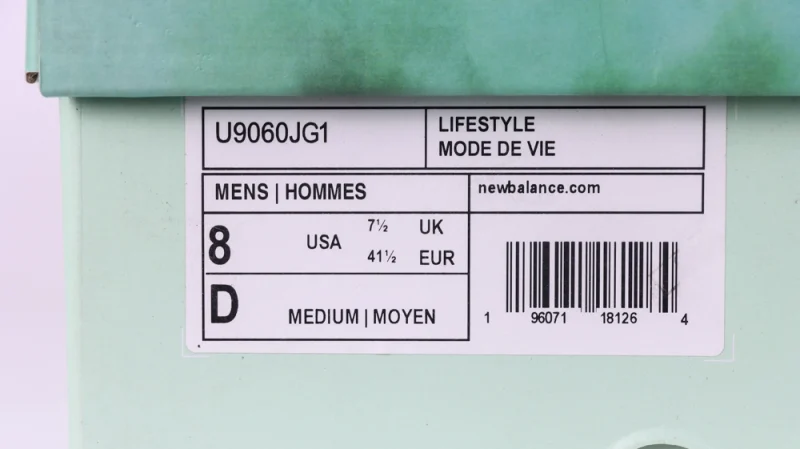 U9060JG1
LIFESTYLE
MODE DE VIE
MENS | HOMMES
newbalance.com
8 USA 7½ UK
41½ EUR
D MEDIUM | MOYEN
1 96071 18126 4